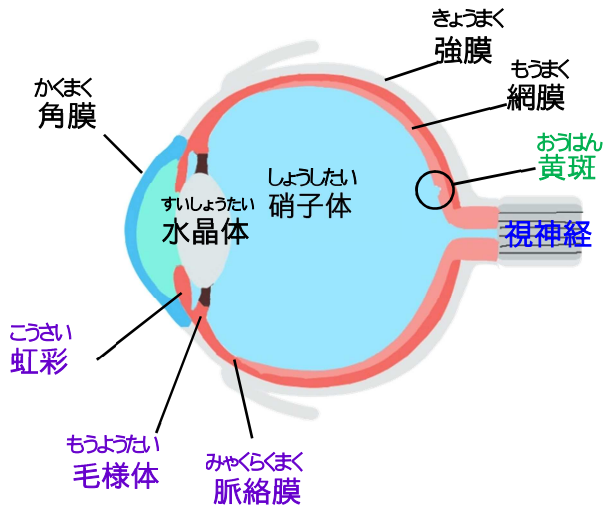 きょうまく
強膜
もうまく
網膜
かくまく
角膜
おうはん
黄斑
しょうしたい
硝子体
すいしょうたい
水晶体
視神経
こうさい
虹彩
もうようたい
毛様体
みゃくらくまく
脈絡膜